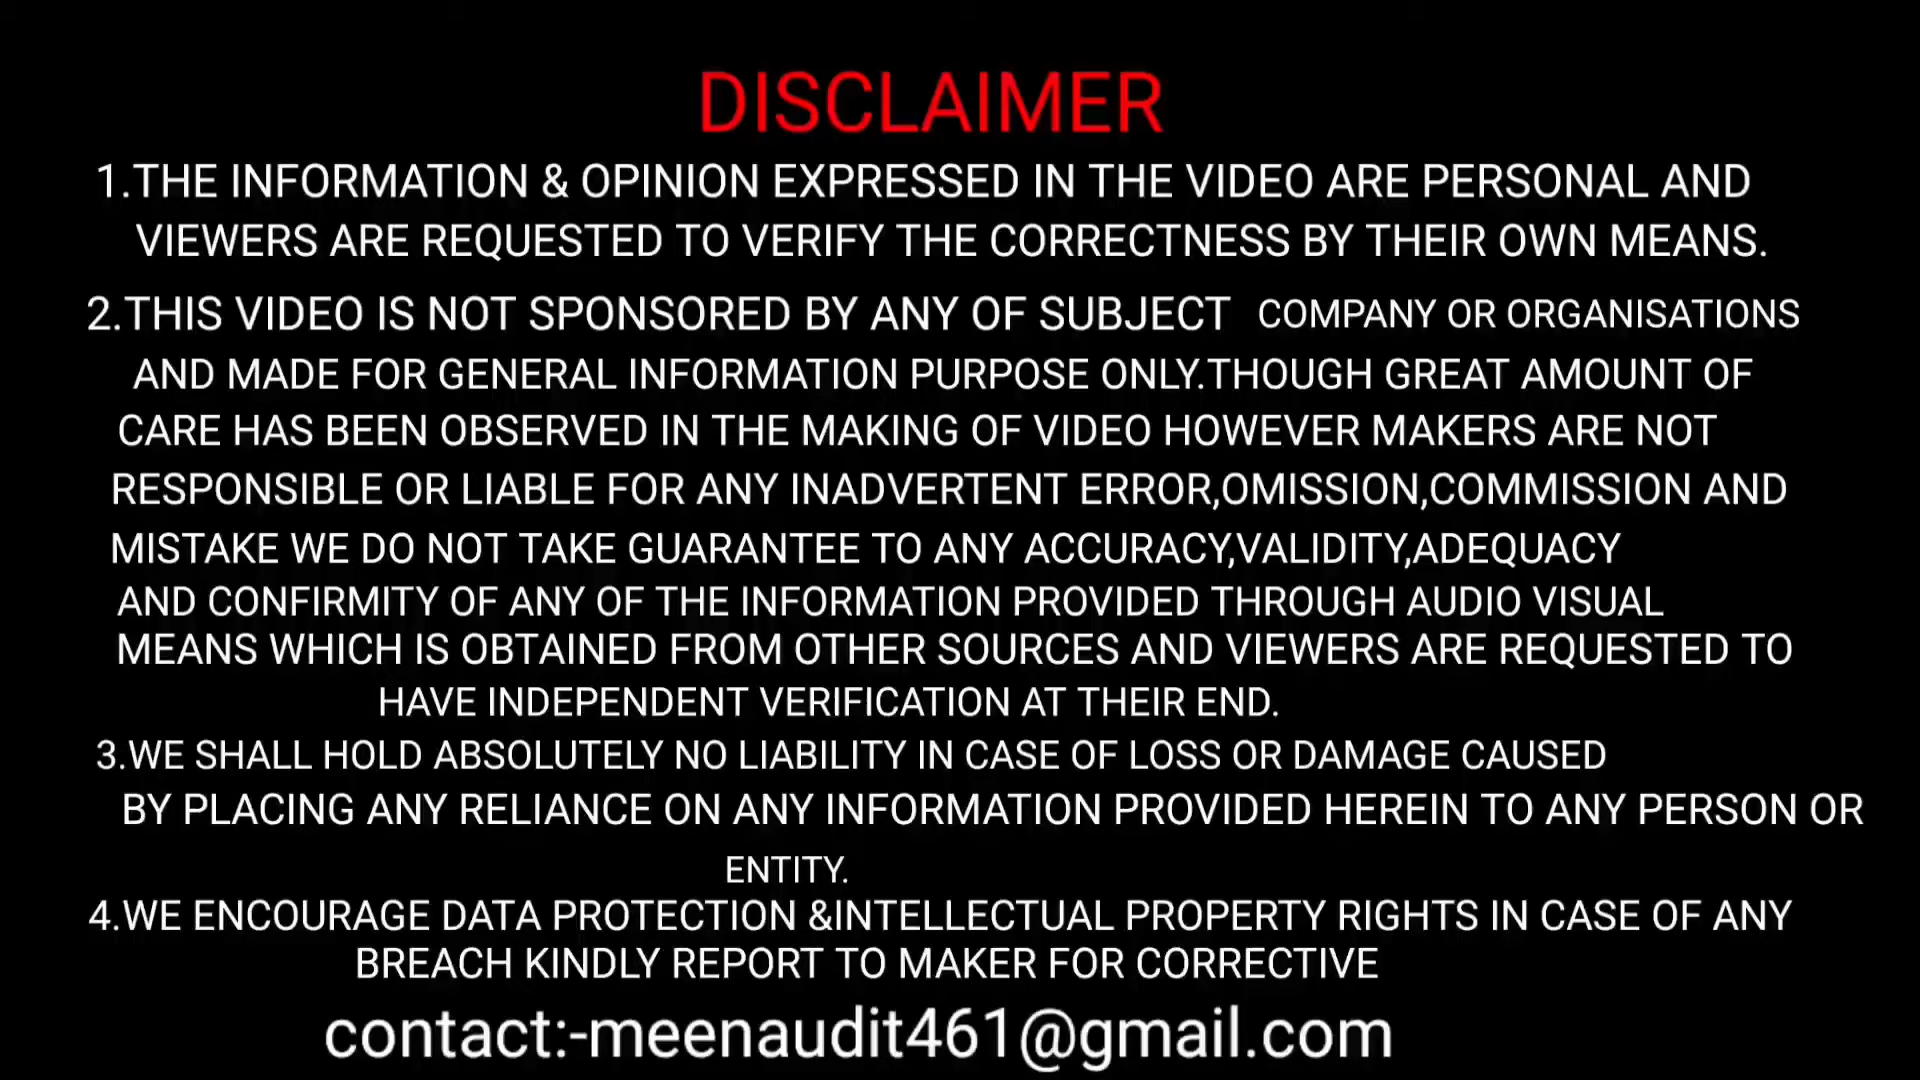 DISCLAIMER
1.THE INFORMATION & OPINION EXPRESSED IN THE VIDEO ARE PERSONAL AND
VIEWERS ARE REQUESTED TO VERIFY THE CORRECTNESS BY THEIR OWN MEANS.
2.THIS VIDEO IS NOT SPONSORED BY ANY OF SUBJECT COMPANY OR ORGANISATIONS
AND MADE FOR GENERAL INFORMATION PURPOSE ONLY.THOUGH GREAT AMOUNT OF
CARE HAS BEEN OBSERVED IN THE MAKING OF VIDEO HOWEVER MAKERS ARE NOT
RESPONSIBLE OR LIABLE FOR ANY INADVERTENT ERROR,OMISSION,COMMISSION AND
MISTAKE WE DO NOT TAKE GUARANTEE TO ANY ACCURACY,VALIDITY,ADEQUACY
AND CONFIRMITY OF ANY OF THE INFORMATION PROVIDED THROUGH AUDIO VISUAL
MEANS WHICH IS OBTAINED FROM OTHER SOURCES AND VIEWERS ARE REQUESTED TO
HAVE INDEPENDENT VERIFICATION AT THEIR END.
3.WE SHALL HOLD ABSOLUTELY NO LIABILITY IN CASE OF LOSS OR DAMAGE CAUSED
BY PLACING ANY RELIANCE ON ANY INFORMATION PROVIDED HEREIN TO ANY PERSON OR
ENTITY.
4.WE ENCOURAGE DATA PROTECTION &INTELLECTUAL PROPERTY RIGHTS IN CASE OF ANY
BREACH KINDLY REPORT TO MAKER FOR CORRECTIVE
contact:-meenaudit461@gmail.com